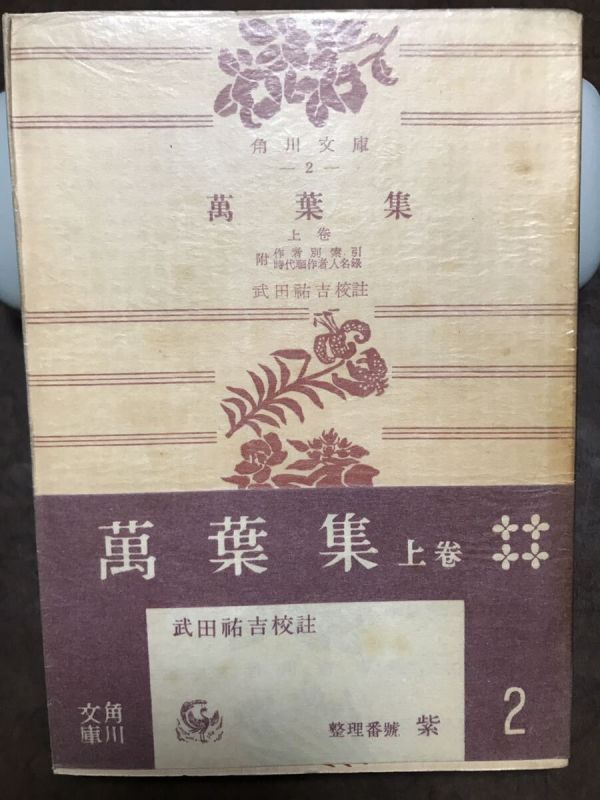 角川文庫
—2—
萬葉集
上卷
附 作者別索引
時代順作者人名錄
武田祐吉校註
萬葉集 上卷
武田祐吉校註
角川
文庫
整理番號 紫
2